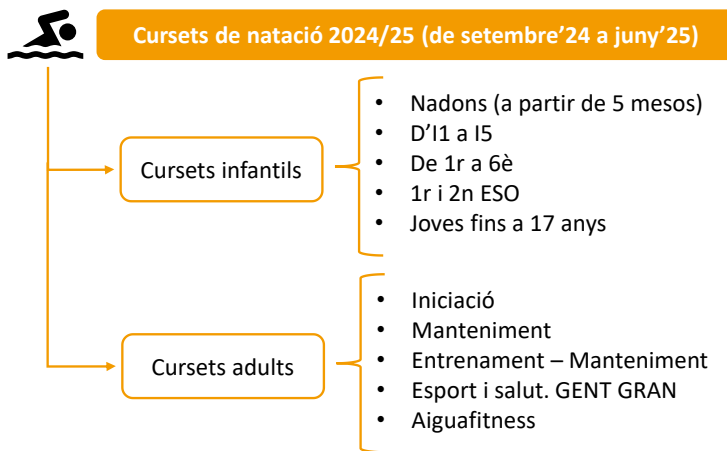 Cursets de natació 2024/25 (de setembre’24 a juny’25)
Cursets infantils
• Nadons (a partir de 5 mesos)
• D’I1 a I5
• De 1r a 6è
• 1r i 2n ESO
• Joves fins a 17 anys
Cursets adults
• Iniciació
• Manteniment
• Entrenament – Manteniment
• Esport i salut. GENT GRAN
• Aiguafitness